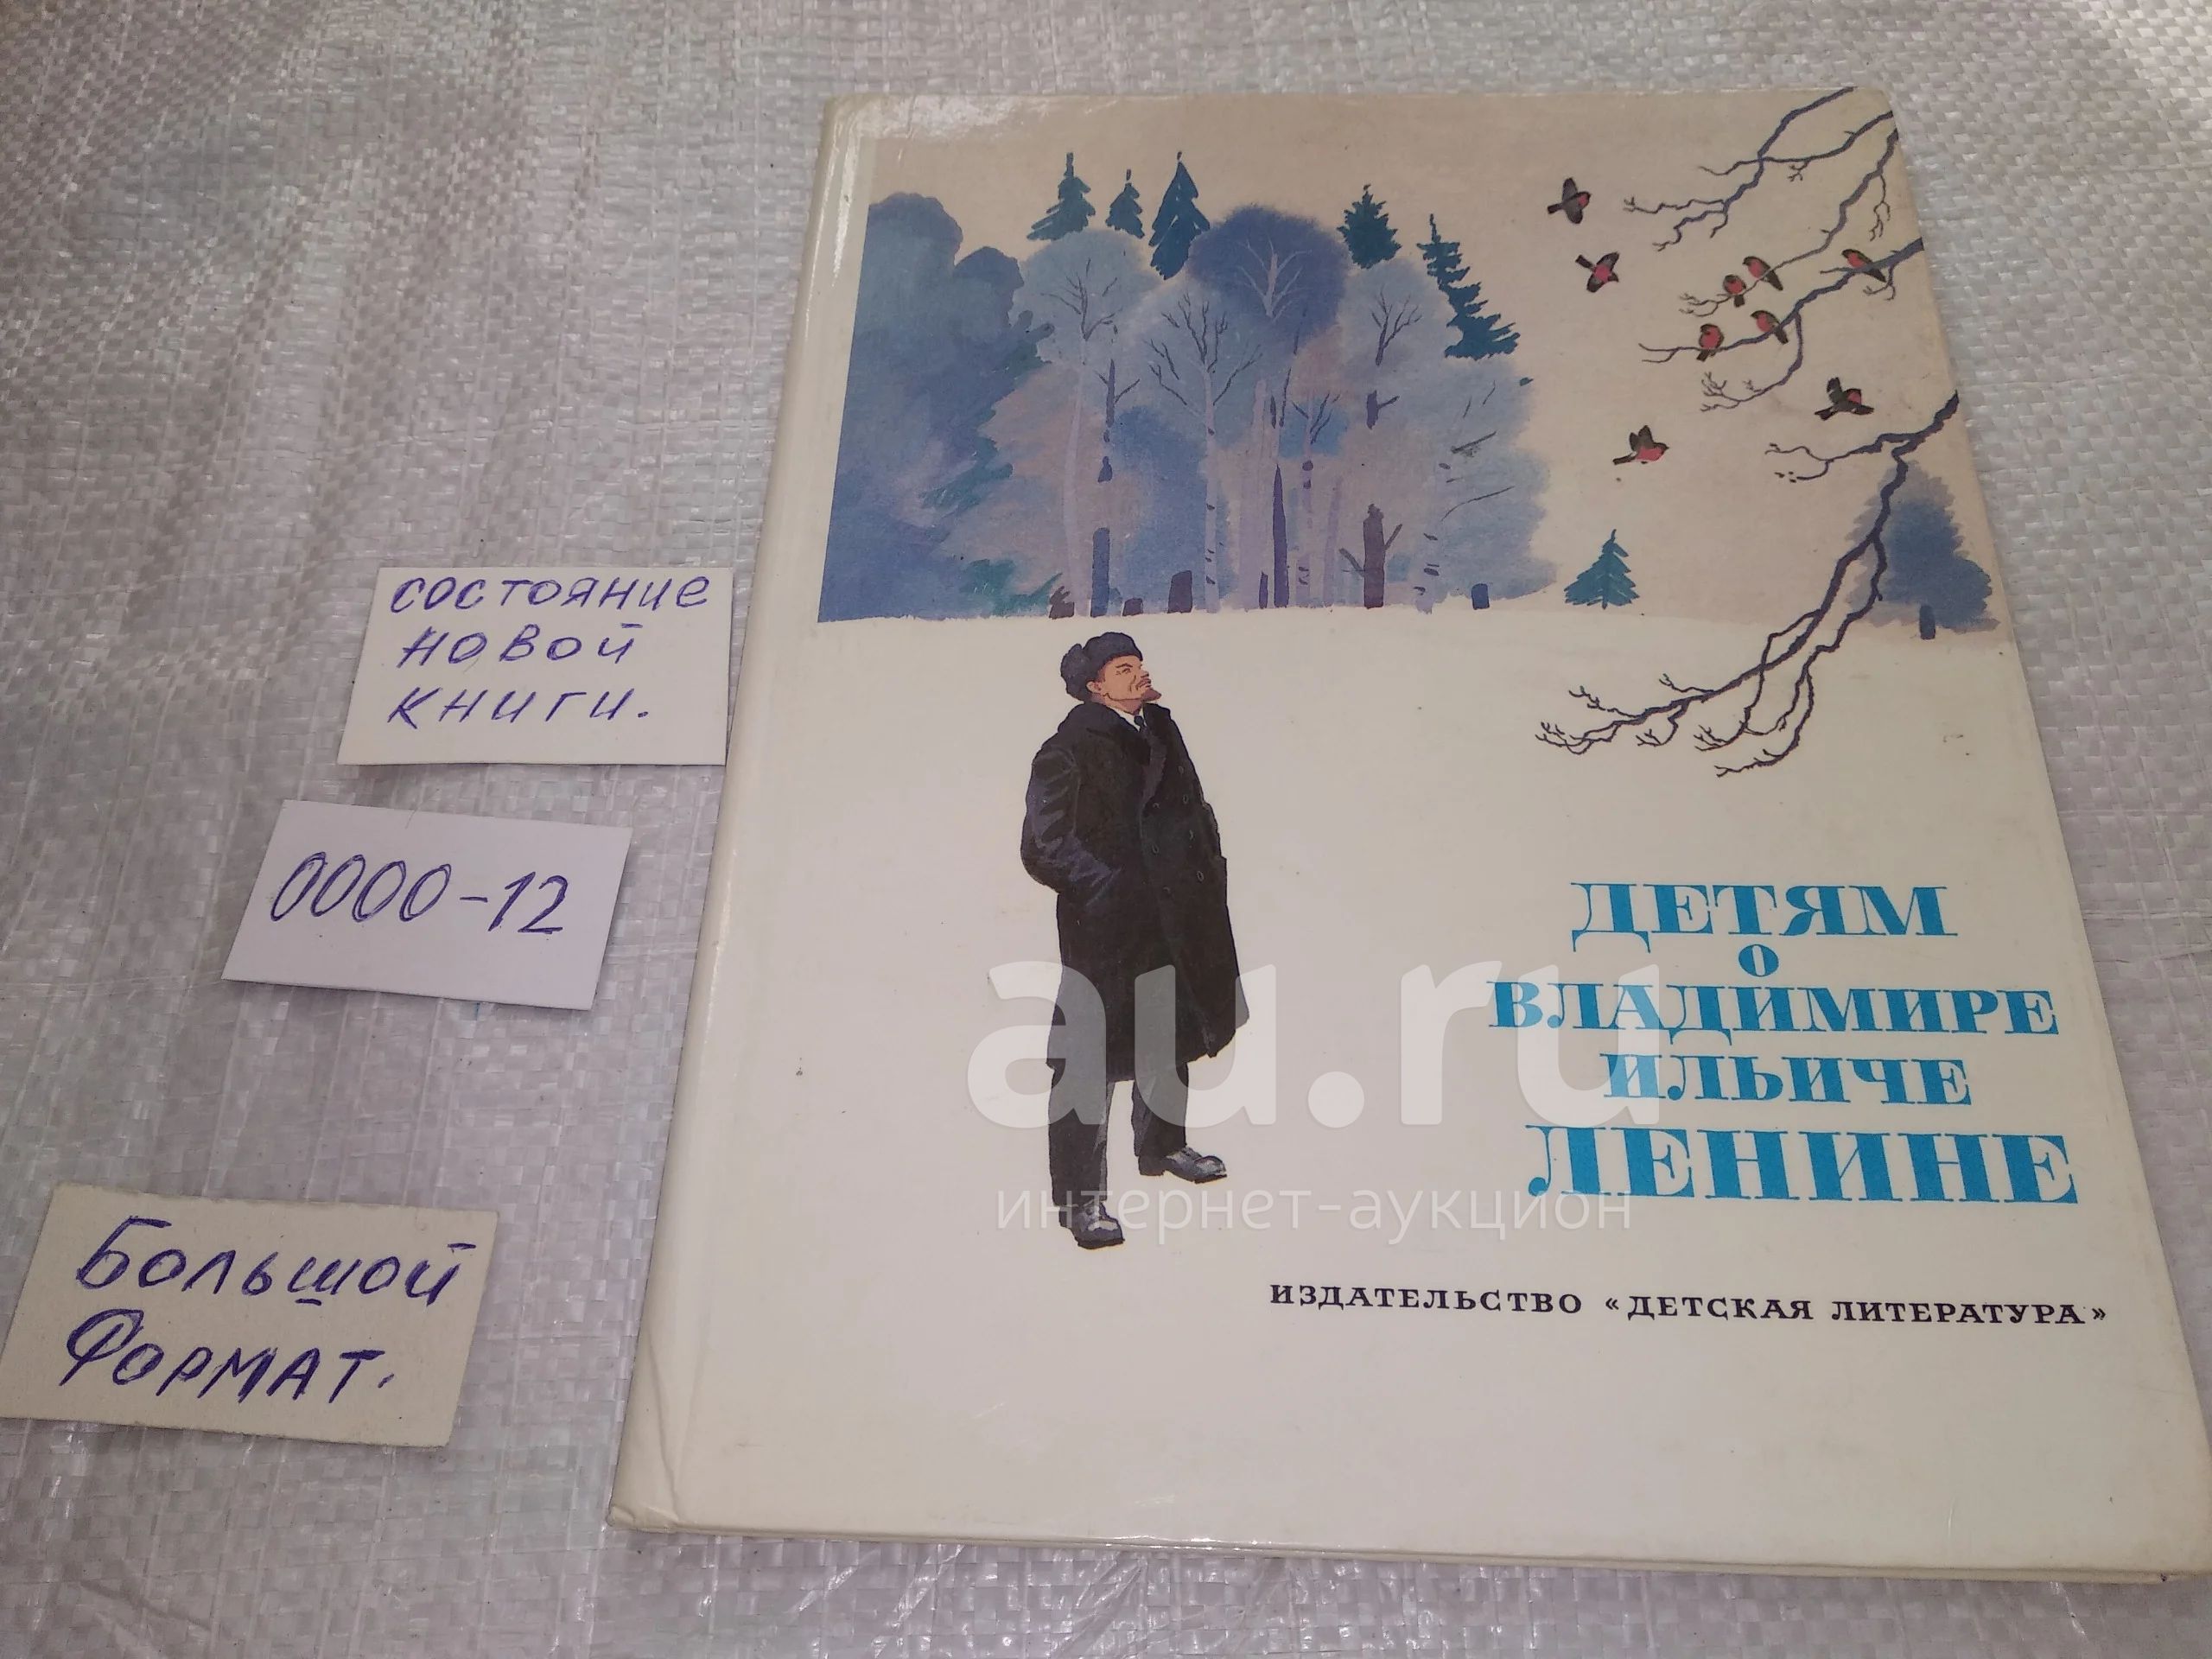 состояние
новой
книги.
0000-12
Большой
Формат.
ДЕТЯМ
О
ВЛАДИМИРЕ
ИЛЬИЧЕ
ЛЕНИНЕ
ИЗДАТЕЛЬСТВО «ДЕТСКАЯ ЛИТЕРАТУРА»
au.ru
интернет-аукцион